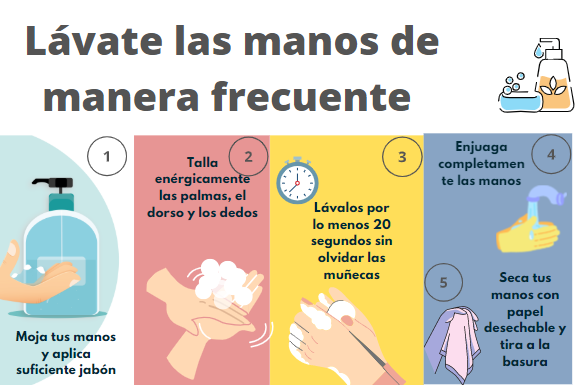 Lávate las manos de
manera frecuente
1
Moja tus manos
y aplica
suficiente jabón
2
Talla
enérgicamente
las palmas, el
dorso y los dedos
3
Lávalos por
lo menos 20
segundos sin
olvidar las
muñecas
4
Enjuaga
completamen
te las manos
5
Seca tus
manos con
papel
desechable y
tira a la
basura